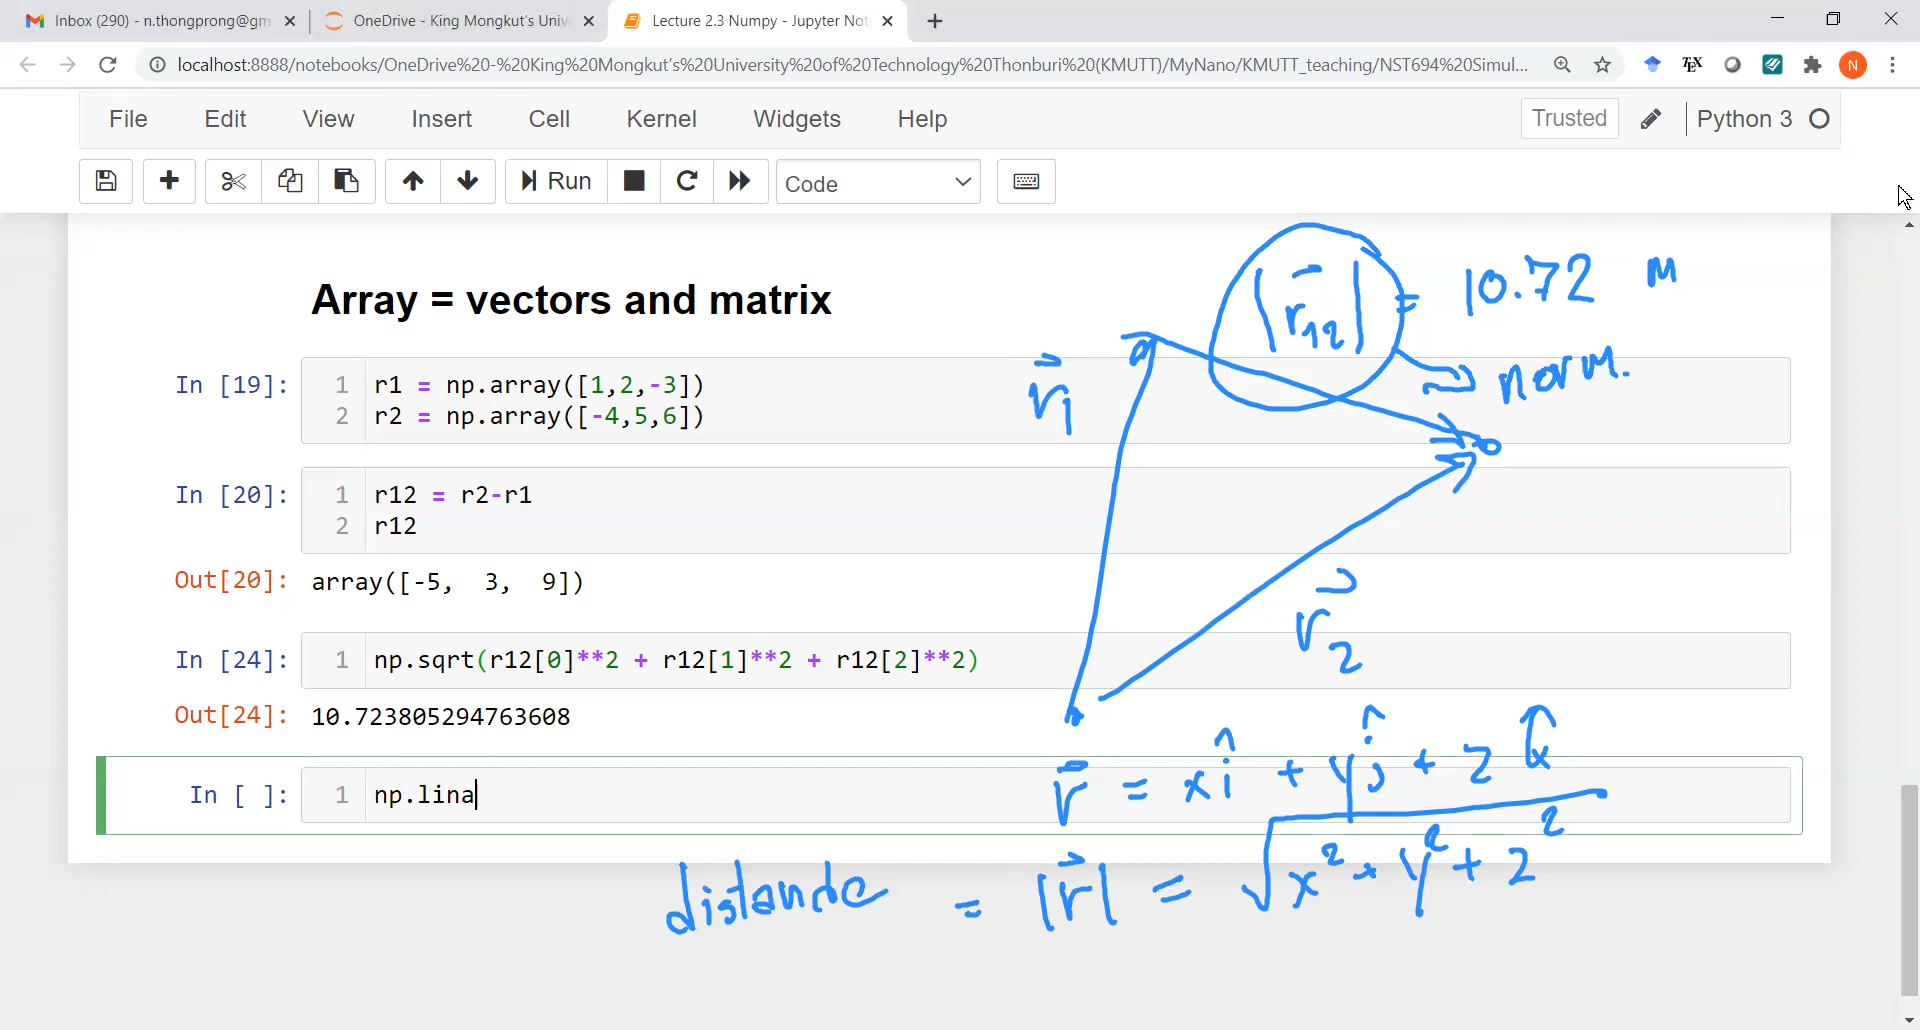 Inbox (290) - n.thongprong@gm
OneDrive - King Mongkut's Univ
Lecture 2.3 Numpy - Jupyter Not
localhost:8888/notebooks/OneDrive%20-%20King%20Mongkut's%20University%20of%20Technology%20Thonburi%20(KMUTT)/MyNano/KMUTT_teaching/NST694%20Simul...
TEX
N
File Edit View Insert Cell Kernel Widgets Help Trusted Python 3
Run Code
Array = vectors and matrix
|r12| = 10.72 m
norm.
r1
In [19]: 1 r1 = np.array([1,2,-3])
2 r2 = np.array([-4,5,6])
In [20]: 1 r12 = r2-r1
2 r12
Out[20]: array([-5, 3, 9])
r2
In [24]: 1 np.sqrt(r12[0]**2 + r12[1]**2 + r12[2]**2)
Out[24]: 10.723805294763608
In [ ]: 1 np.lina
r = xî + yĵ + z k̂
= |r| = √x² + y² + z²